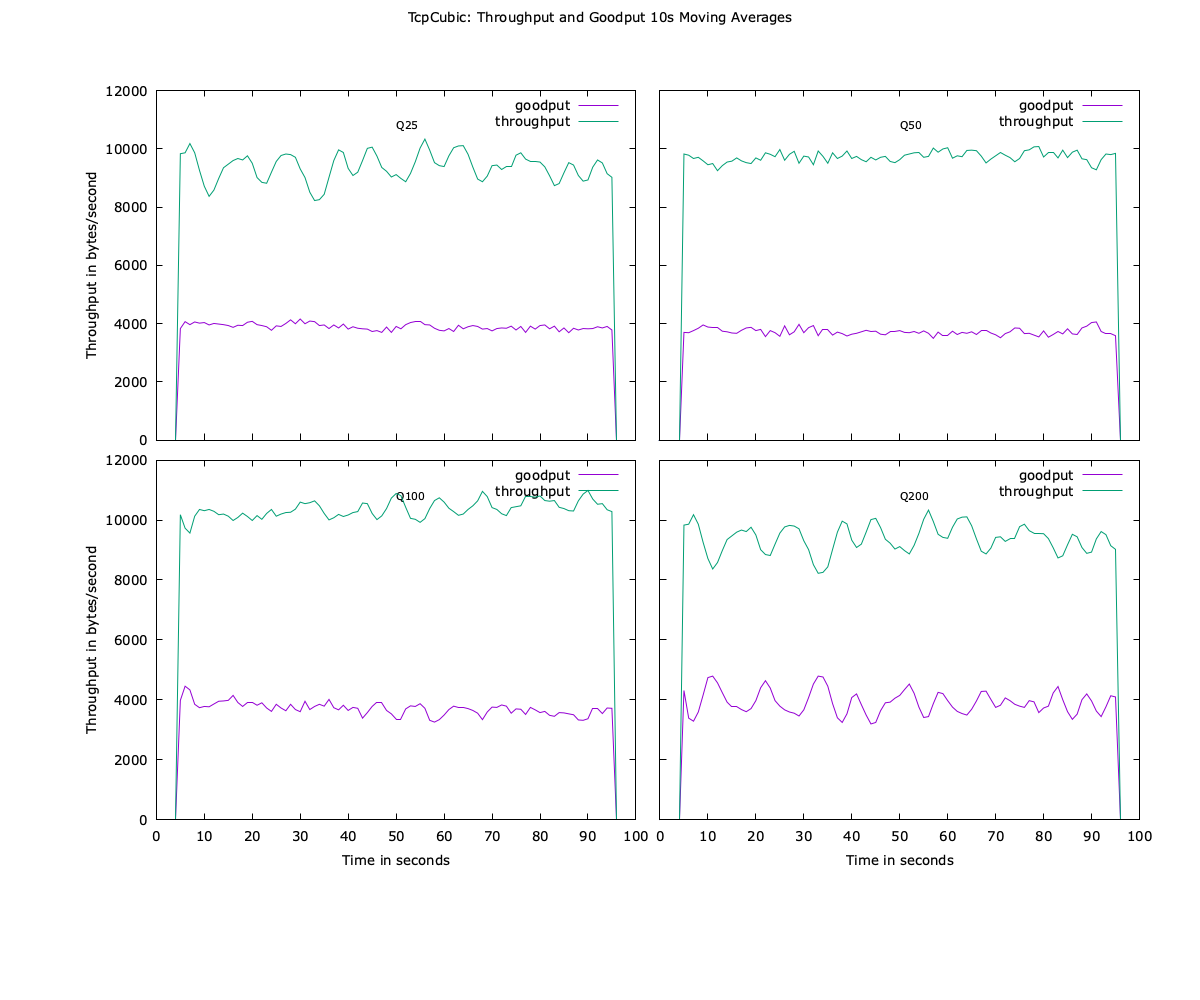 TcpCubic: Throughput and Goodput 10s Moving Averages
12000
10000
8000
6000
4000
2000
0
Throughput in bytes/second
Q25
goodput
throughput
Q50
goodput
throughput
12000
10000
8000
6000
4000
2000
0
Throughput in bytes/second
Q100
goodput
throughput
0 10 20 30 40 50 60 70 80 90 100
Time in seconds
Q200
goodput
throughput
10 20 30 40 50 60 70 80 90 100
Time in seconds